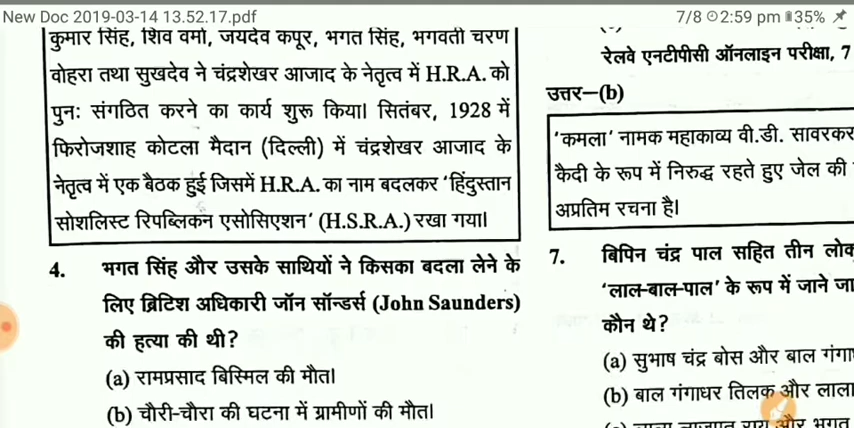 New Doc 2019-03-14 13.52.17.pdf
7/8 2:59 pm 35%
कुमार सिंह, शिव वर्मा, जयदेव कपूर, भगत सिंह, भगवती चरण
वोहरा तथा सुखदेव ने चंद्रशेखर आजाद के नेतृत्व में H.R.A. को
पुनः संगठित करने का कार्य शुरू किया। सितंबर, 1928 में
फिरोजशाह कोटला मैदान (दिल्ली) में चंद्रशेखर आजाद के
नेतृत्व में एक बैठक हुई जिसमें H.R.A. का नाम बदलकर 'हिंदुस्तान
सोशलिस्ट रिपब्लिकन एसोसिएशन' (H.S.R.A.) रखा गया।
4. भगत सिंह और उसके साथियों ने किसका बदला लेने के
लिए ब्रिटिश अधिकारी जॉन सॉन्डर्स (John Saunders)
की हत्या की थी?
(a) रामप्रसाद बिस्मिल की मौत।
(b) चौरी-चौरा की घटना में ग्रामीणों की मौत।
रेलवे एनटीपीसी ऑनलाइन परीक्षा, 7
उत्तर—(b)
'कमला' नामक महाकाव्य वी.डी. सावरकर
कैदी के रूप में निरुद्ध रहते हुए जेल की
अप्रतिम रचना है।
7. बिपिन चंद्र पाल सहित तीन लोक
'लाल-बाल-पाल' के रूप में जाने जा
कौन थे?
(a) सुभाष चंद्र बोस और बाल गंगा
(b) बाल गंगाधर तिलक और लाला